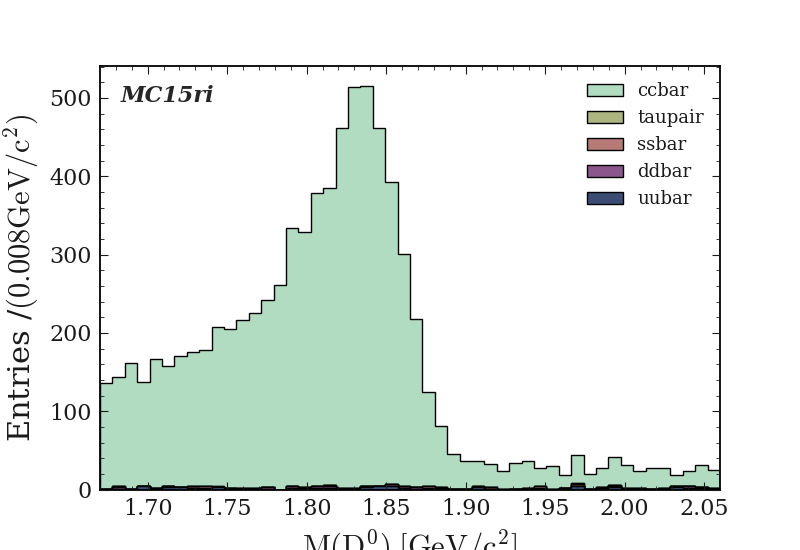 MC15ri
ccbar
taupair
ssbar
ddbar
uubar
Entries /(0.008GeV/c²)
500
400
300
200
100
0
1.70 1.75 1.80 1.85 1.90 1.95 2.00 2.05
M(D⁰) [GeV/c²]